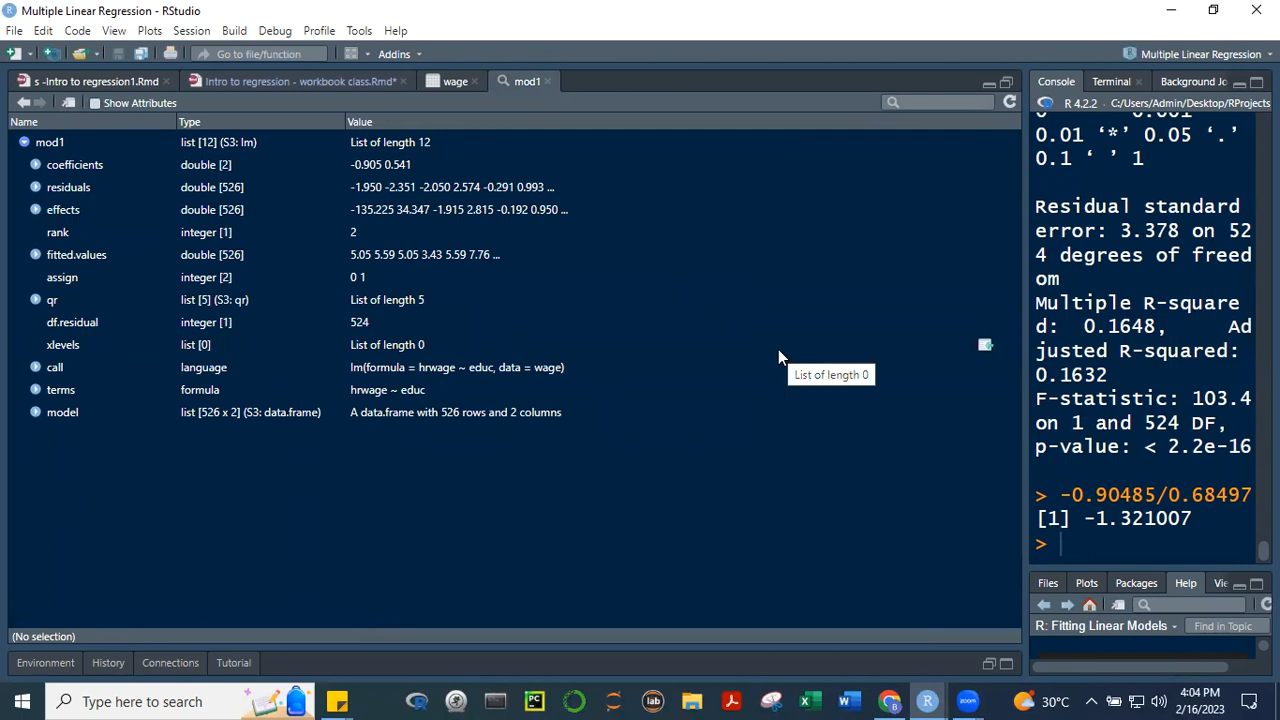 Multiple Linear Regression - RStudio
File Edit Code View Plots Session Build Debug Profile Tools Help
Go to file/function Addins Multiple Linear Regression
s -Intro to regression1.Rmd Intro to regression - workbook class.Rmd* wage mod1
Show Attributes
Name Type Value
mod1 list [12] (S3: lm) List of length 12
coefficients double [2] -0.905 0.541
residuals double [526] -1.950 -2.351 -2.050 2.574 -0.291 0.993 ...
effects double [526] -135.225 34.347 -1.915 2.815 -0.192 0.950 ...
rank integer [1] 2
fitted.values double [526] 5.05 5.59 5.05 3.43 5.59 7.76 ...
assign integer [2] 0 1
qr list [5] (S3: qr) List of length 5
df.residual integer [1] 524
xlevels list [0] List of length 0
call language lm(formula = hrwage ~ educ, data = wage)
terms formula hrwage ~ educ
model list [526 x 2] (S3: data.frame) A data.frame with 526 rows and 2 columns
List of length 0
(No selection)
Environment History Connections Tutorial
Console Terminal Background Jo
R 4.2.2 · C:/Users/Admin/Desktop/RProjects
0.01 ‘*’ 0.05 ‘.’
0.1 ‘ ’ 1
Residual standard
error: 3.378 on 52
4 degrees of freed
om
Multiple R-square
d: 0.1648, Ad
justed R-squared:
0.1632
F-statistic: 103.4
on 1 and 524 DF,
p-value: < 2.2e-16
> -0.90485/0.68497
[1] -1.321007
>
Files Plots Packages Help Vie
R: Fitting Linear Models Find in Topic
Type here to search
PC
lab
30°C
4:04 PM
2/16/2023
zoom